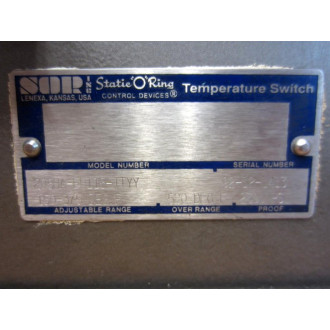 SOR INC Static "O" Ring Temperature Switch
LENEXA, KANSAS, USA CONTROL DEVICES®
MODEL NUMBER SERIAL NUMBER
ADJUSTABLE RANGE OVER RANGE PROOF